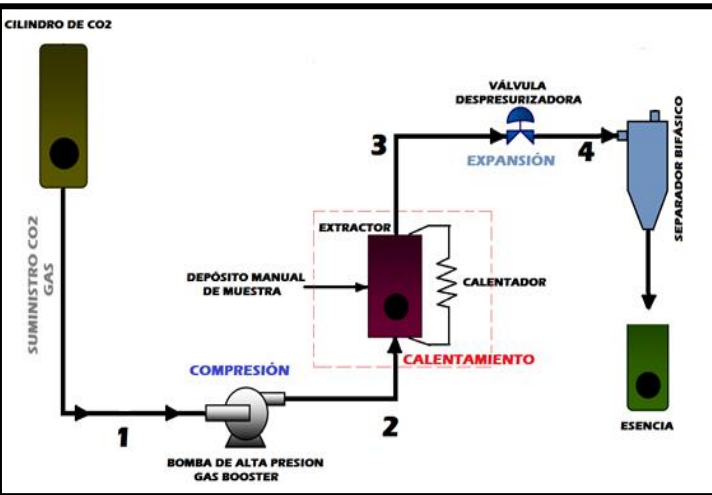 CILINDRO DE CO2
VÁLVULA
DESPRESURIZADORA
3
EXPANSIÓN
4
SEPARADOR BIFÁSICO
SUMINISTRO CO2
GAS
EXTRACTOR
DEPÓSITO MANUAL
DE MUESTRA
CALENTADOR
COMPRESIÓN
CALENTAMIENTO
1
2
BOMBA DE ALTA PRESION
GAS BOOSTER
ESENCIA